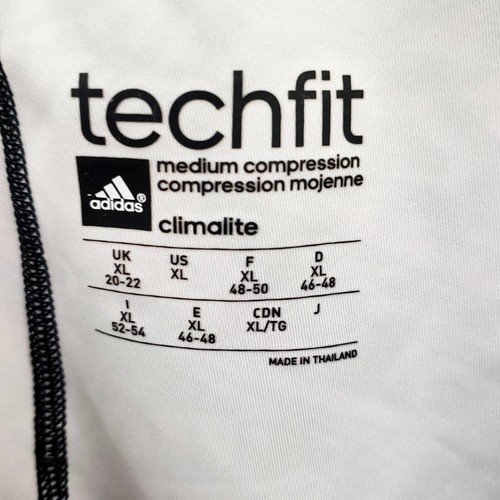 techfit
medium compression
compression mojenne
adidas®
climalite
UK US F D
XL XL XL XL
20-22 48-50 46-48
I E CDN J
XL XL XL/TG
52-54 46-48
MADE IN THAILAND